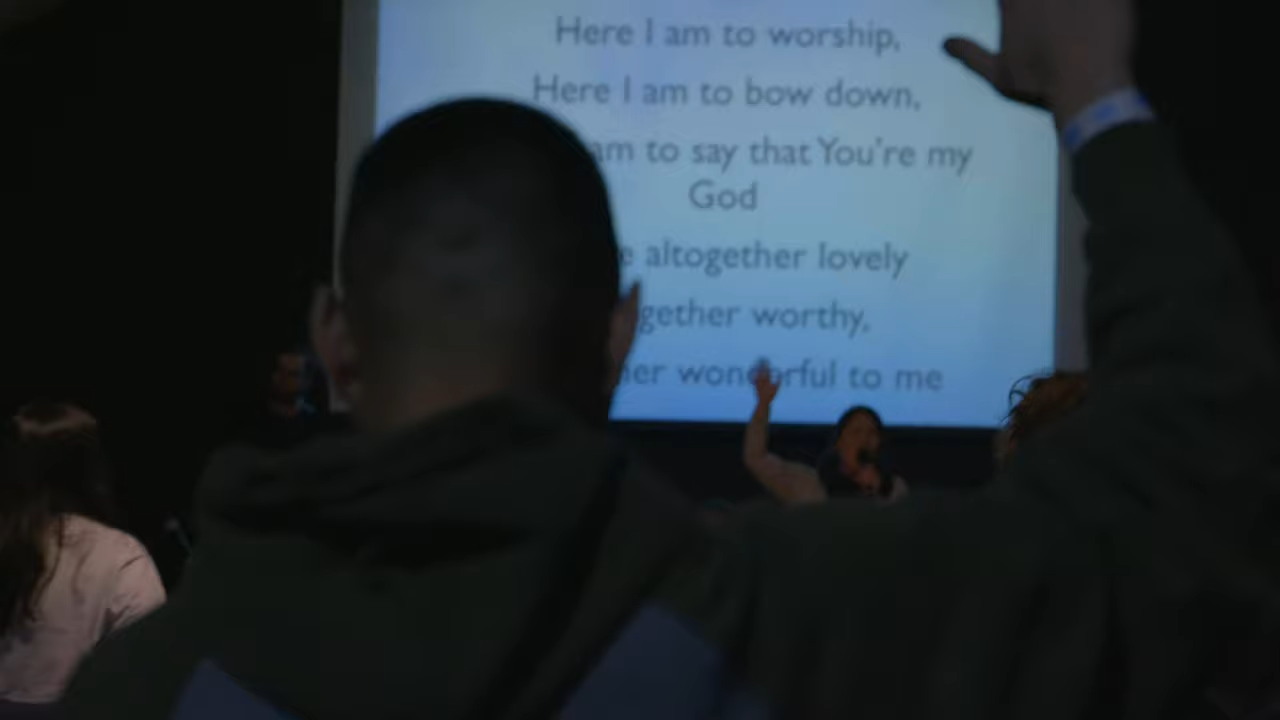 Here I am to worship,
Here I am to bow down,
am to say that You're my
God
altogether lovely
worthy,
wonderful to me